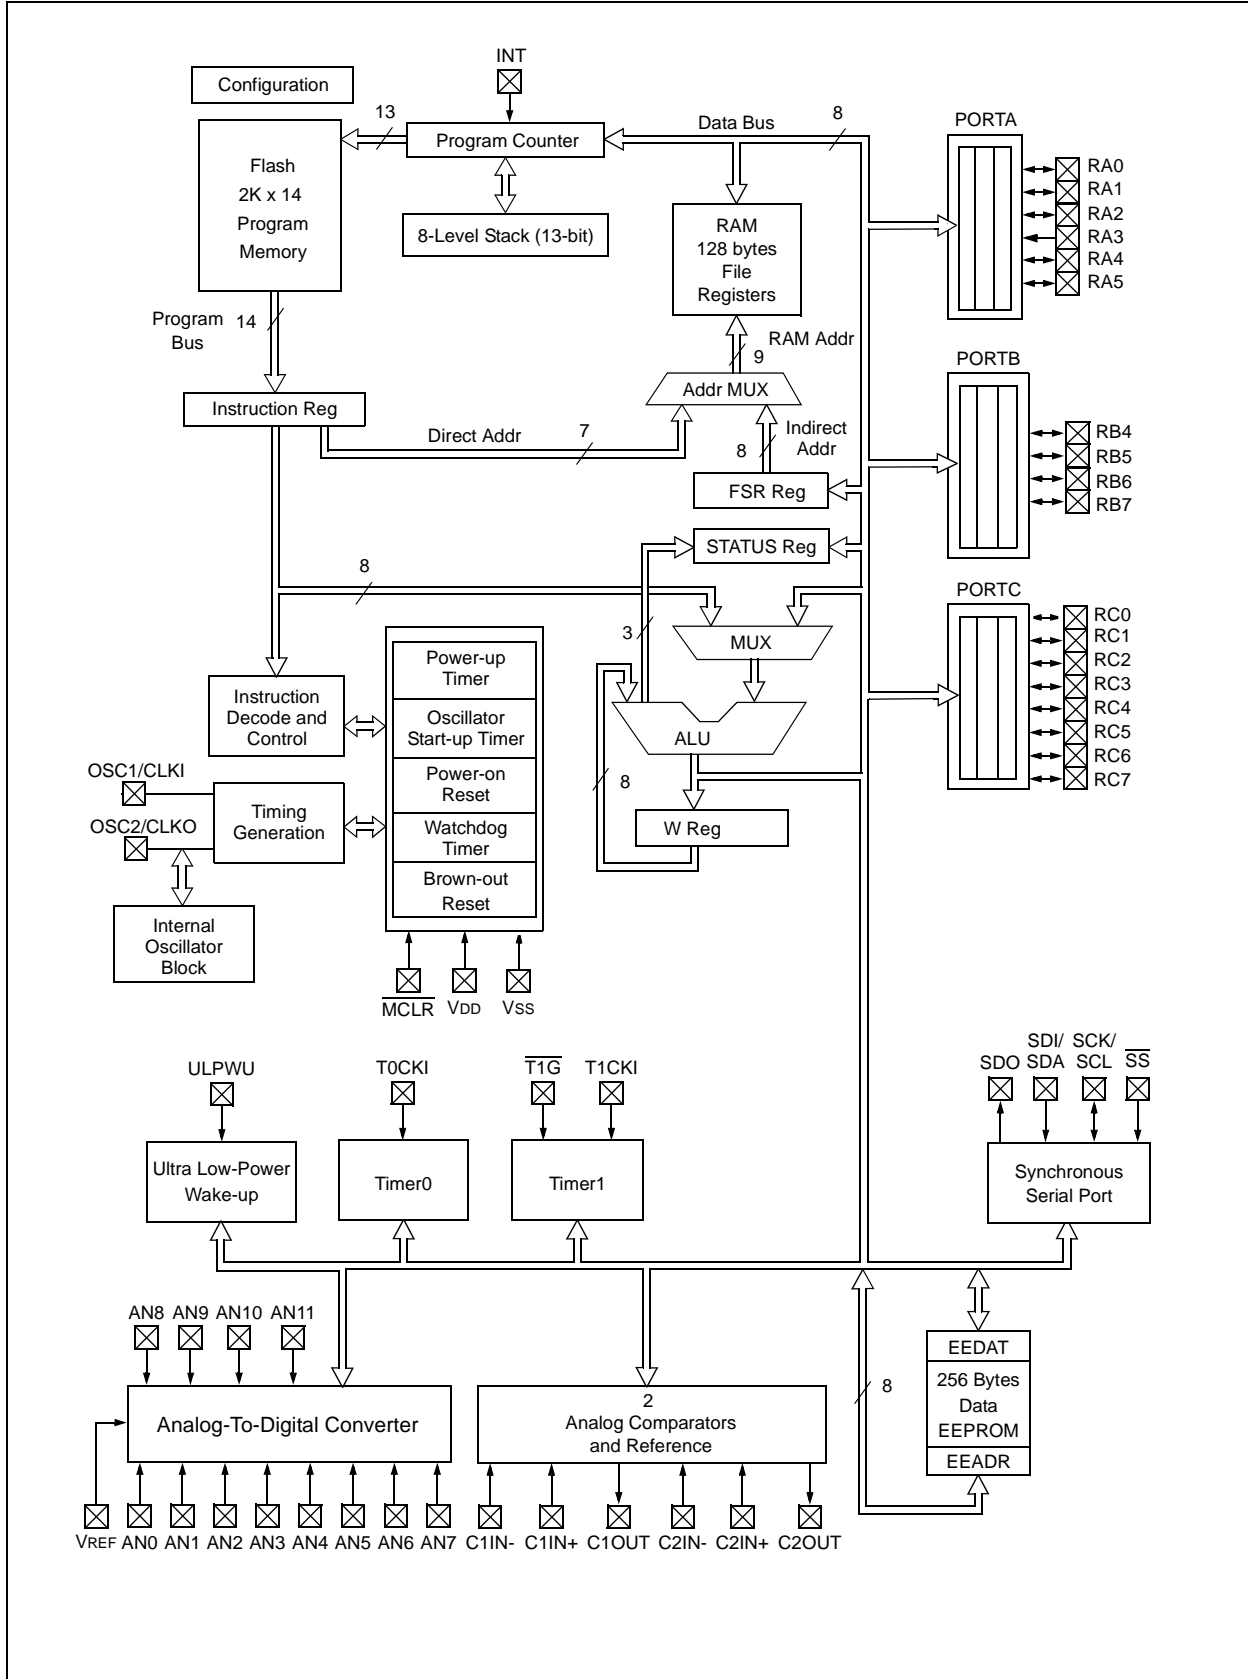 INT
Configuration
13
Program Counter
Data Bus
8
PORTA
Flash
2K x 14
Program
Memory
8-Level Stack (13-bit)
RAM
128 bytes
File
Registers
RA0
RA1
RA2
RA3
RA4
RA5
Program
Bus
14
RAM Addr
9
Addr MUX
PORTB
Instruction Reg
Direct Addr
7
Indirect
Addr
8
FSR Reg
RB4
RB5
RB6
RB7
STATUS Reg
8
3
MUX
PORTC
RC0
RC1
RC2
RC3
RC4
RC5
RC6
RC7
Power-up
Timer
Oscillator
Start-up Timer
Power-on
Reset
Watchdog
Timer
Brown-out
Reset
Instruction
Decode and
Control
ALU
8
W Reg
OSC1/CLKI
OSC2/CLKO
Timing
Generation
Internal
Oscillator
Block
MCLR
VDD
VSS
ULPWU
T0CKI
T1G
T1CKI
SDO
SDI/
SDA
SCK/
SCL
SS
Ultra Low-Power
Wake-up
Timer0
Timer1
Synchronous
Serial Port
AN8
AN9
AN10
AN11
Analog-To-Digital Converter
2
Analog Comparators
and Reference
8
EEDAT
256 Bytes
Data
EEPROM
EEADR
VREF
AN0
AN1
AN2
AN3
AN4
AN5
AN6
AN7
C1IN-
C1IN+
C1OUT
C2IN-
C2IN+
C2OUT